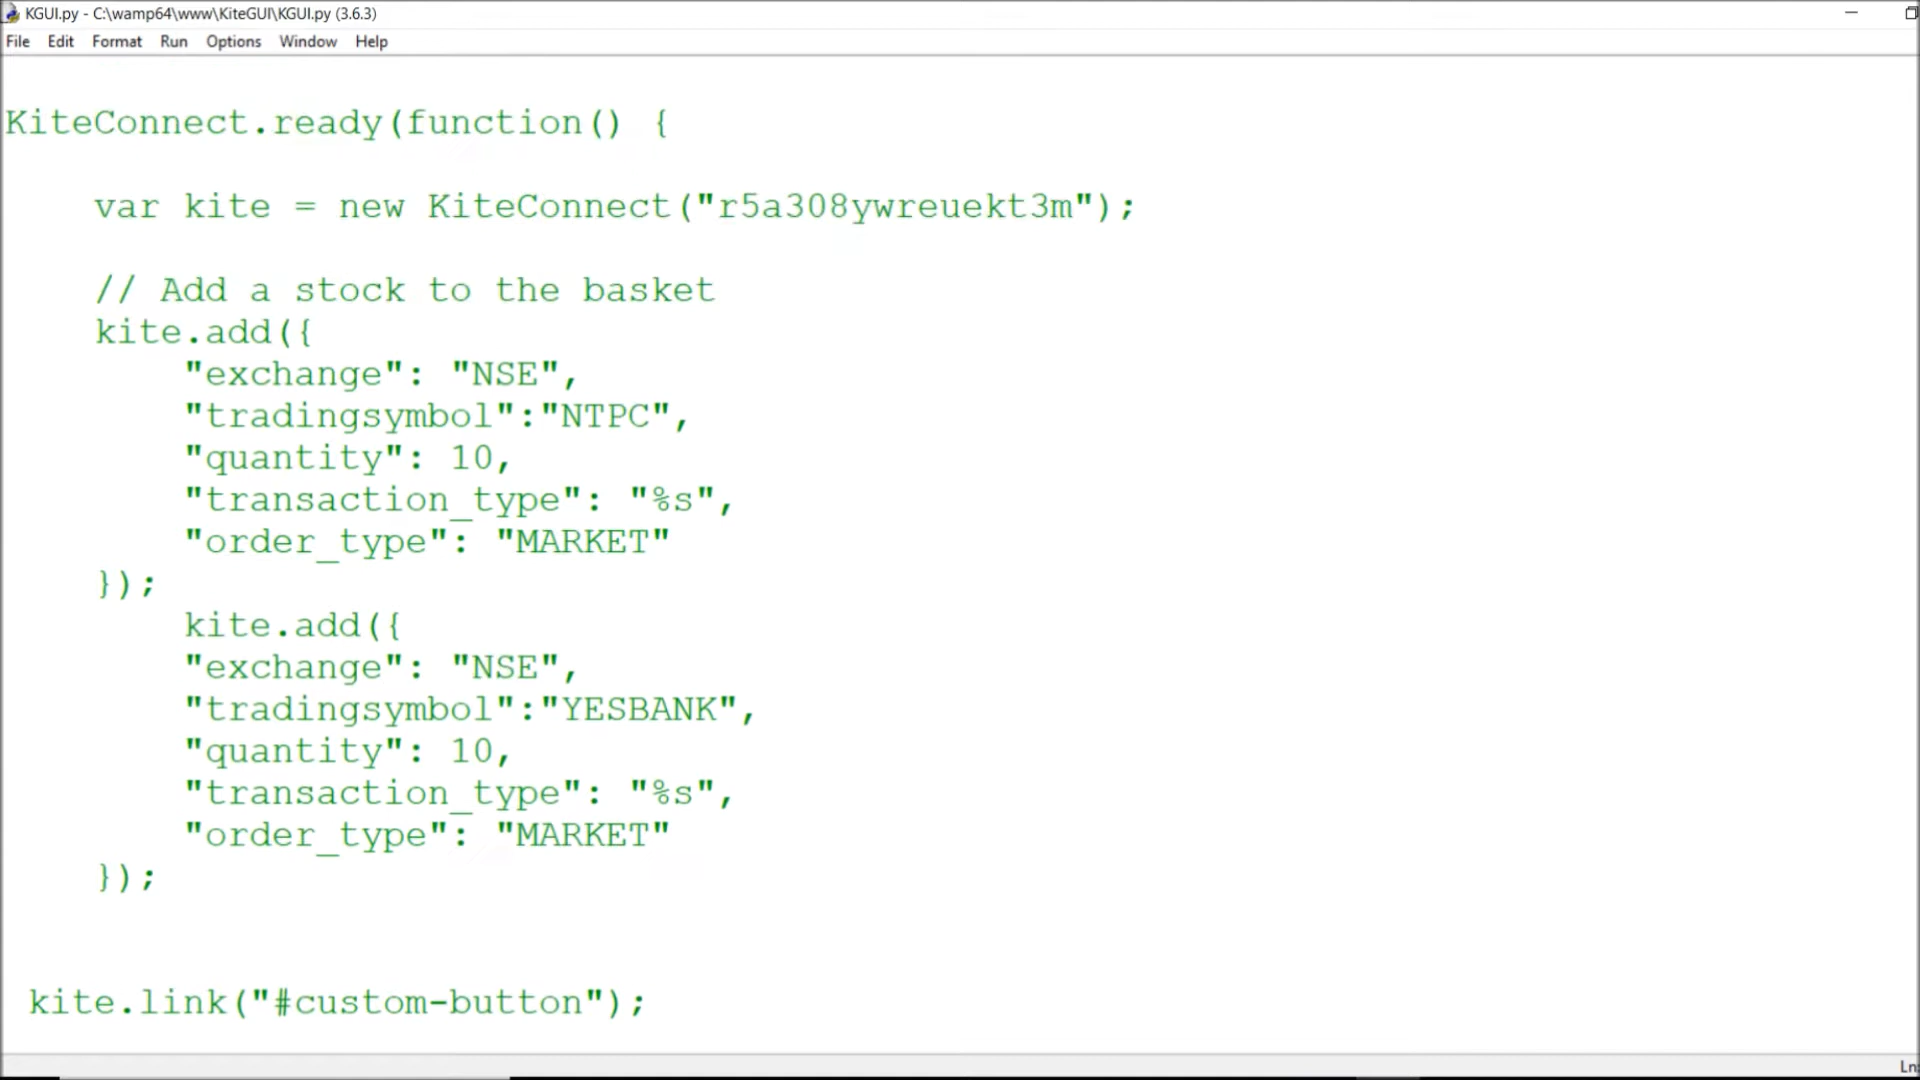 KGUI.py - C:\wamp64\www\KiteGUI\KGUI.py (3.6.3)
File Edit Format Run Options Window Help
KiteConnect.ready(function() {
var kite = new KiteConnect("r5a308ywreuekt3m");
// Add a stock to the basket
kite.add({
"exchange": "NSE",
"tradingsymbol":"NTPC",
"quantity": 10,
"transaction_type": "%s",
"order_type": "MARKET"
});
kite.add({
"exchange": "NSE",
"tradingsymbol":"YESBANK",
"quantity": 10,
"transaction_type": "%s",
"order_type": "MARKET"
});
kite.link("#custom-button");
Ln